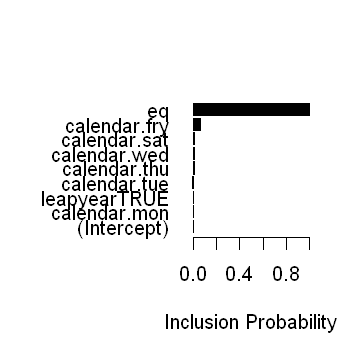 eq
calendar.fry
calendar.sat
calendar.wed
calendar.thu
calendar.tue
leapyearTRUE
calendar.mon
(Intercept)
0.0 0.4 0.8
Inclusion Probability